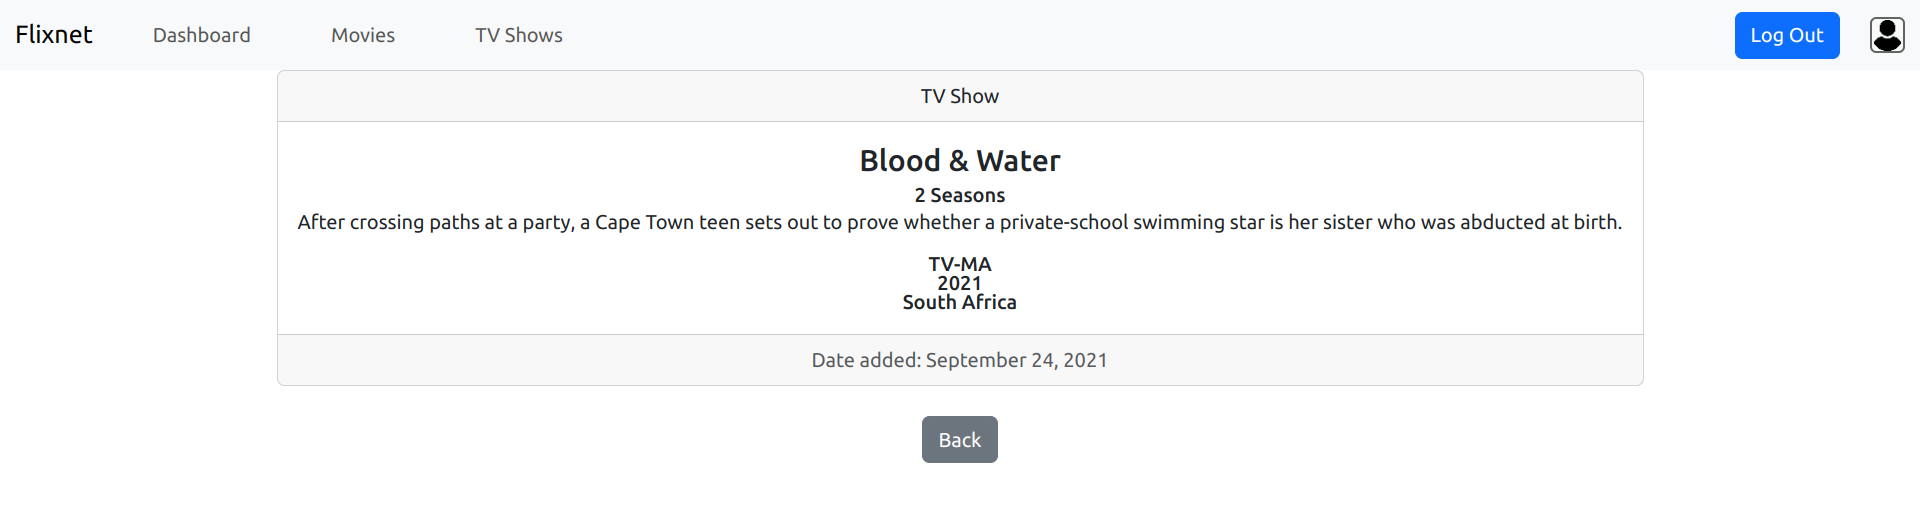 Flixnet Dashboard Movies TV Shows Log Out
TV Show
Blood & Water
2 Seasons
After crossing paths at a party, a Cape Town teen sets out to prove whether a private-school swimming star is her sister who was abducted at birth.
TV-MA
2021
South Africa
Date added: September 24, 2021
Back